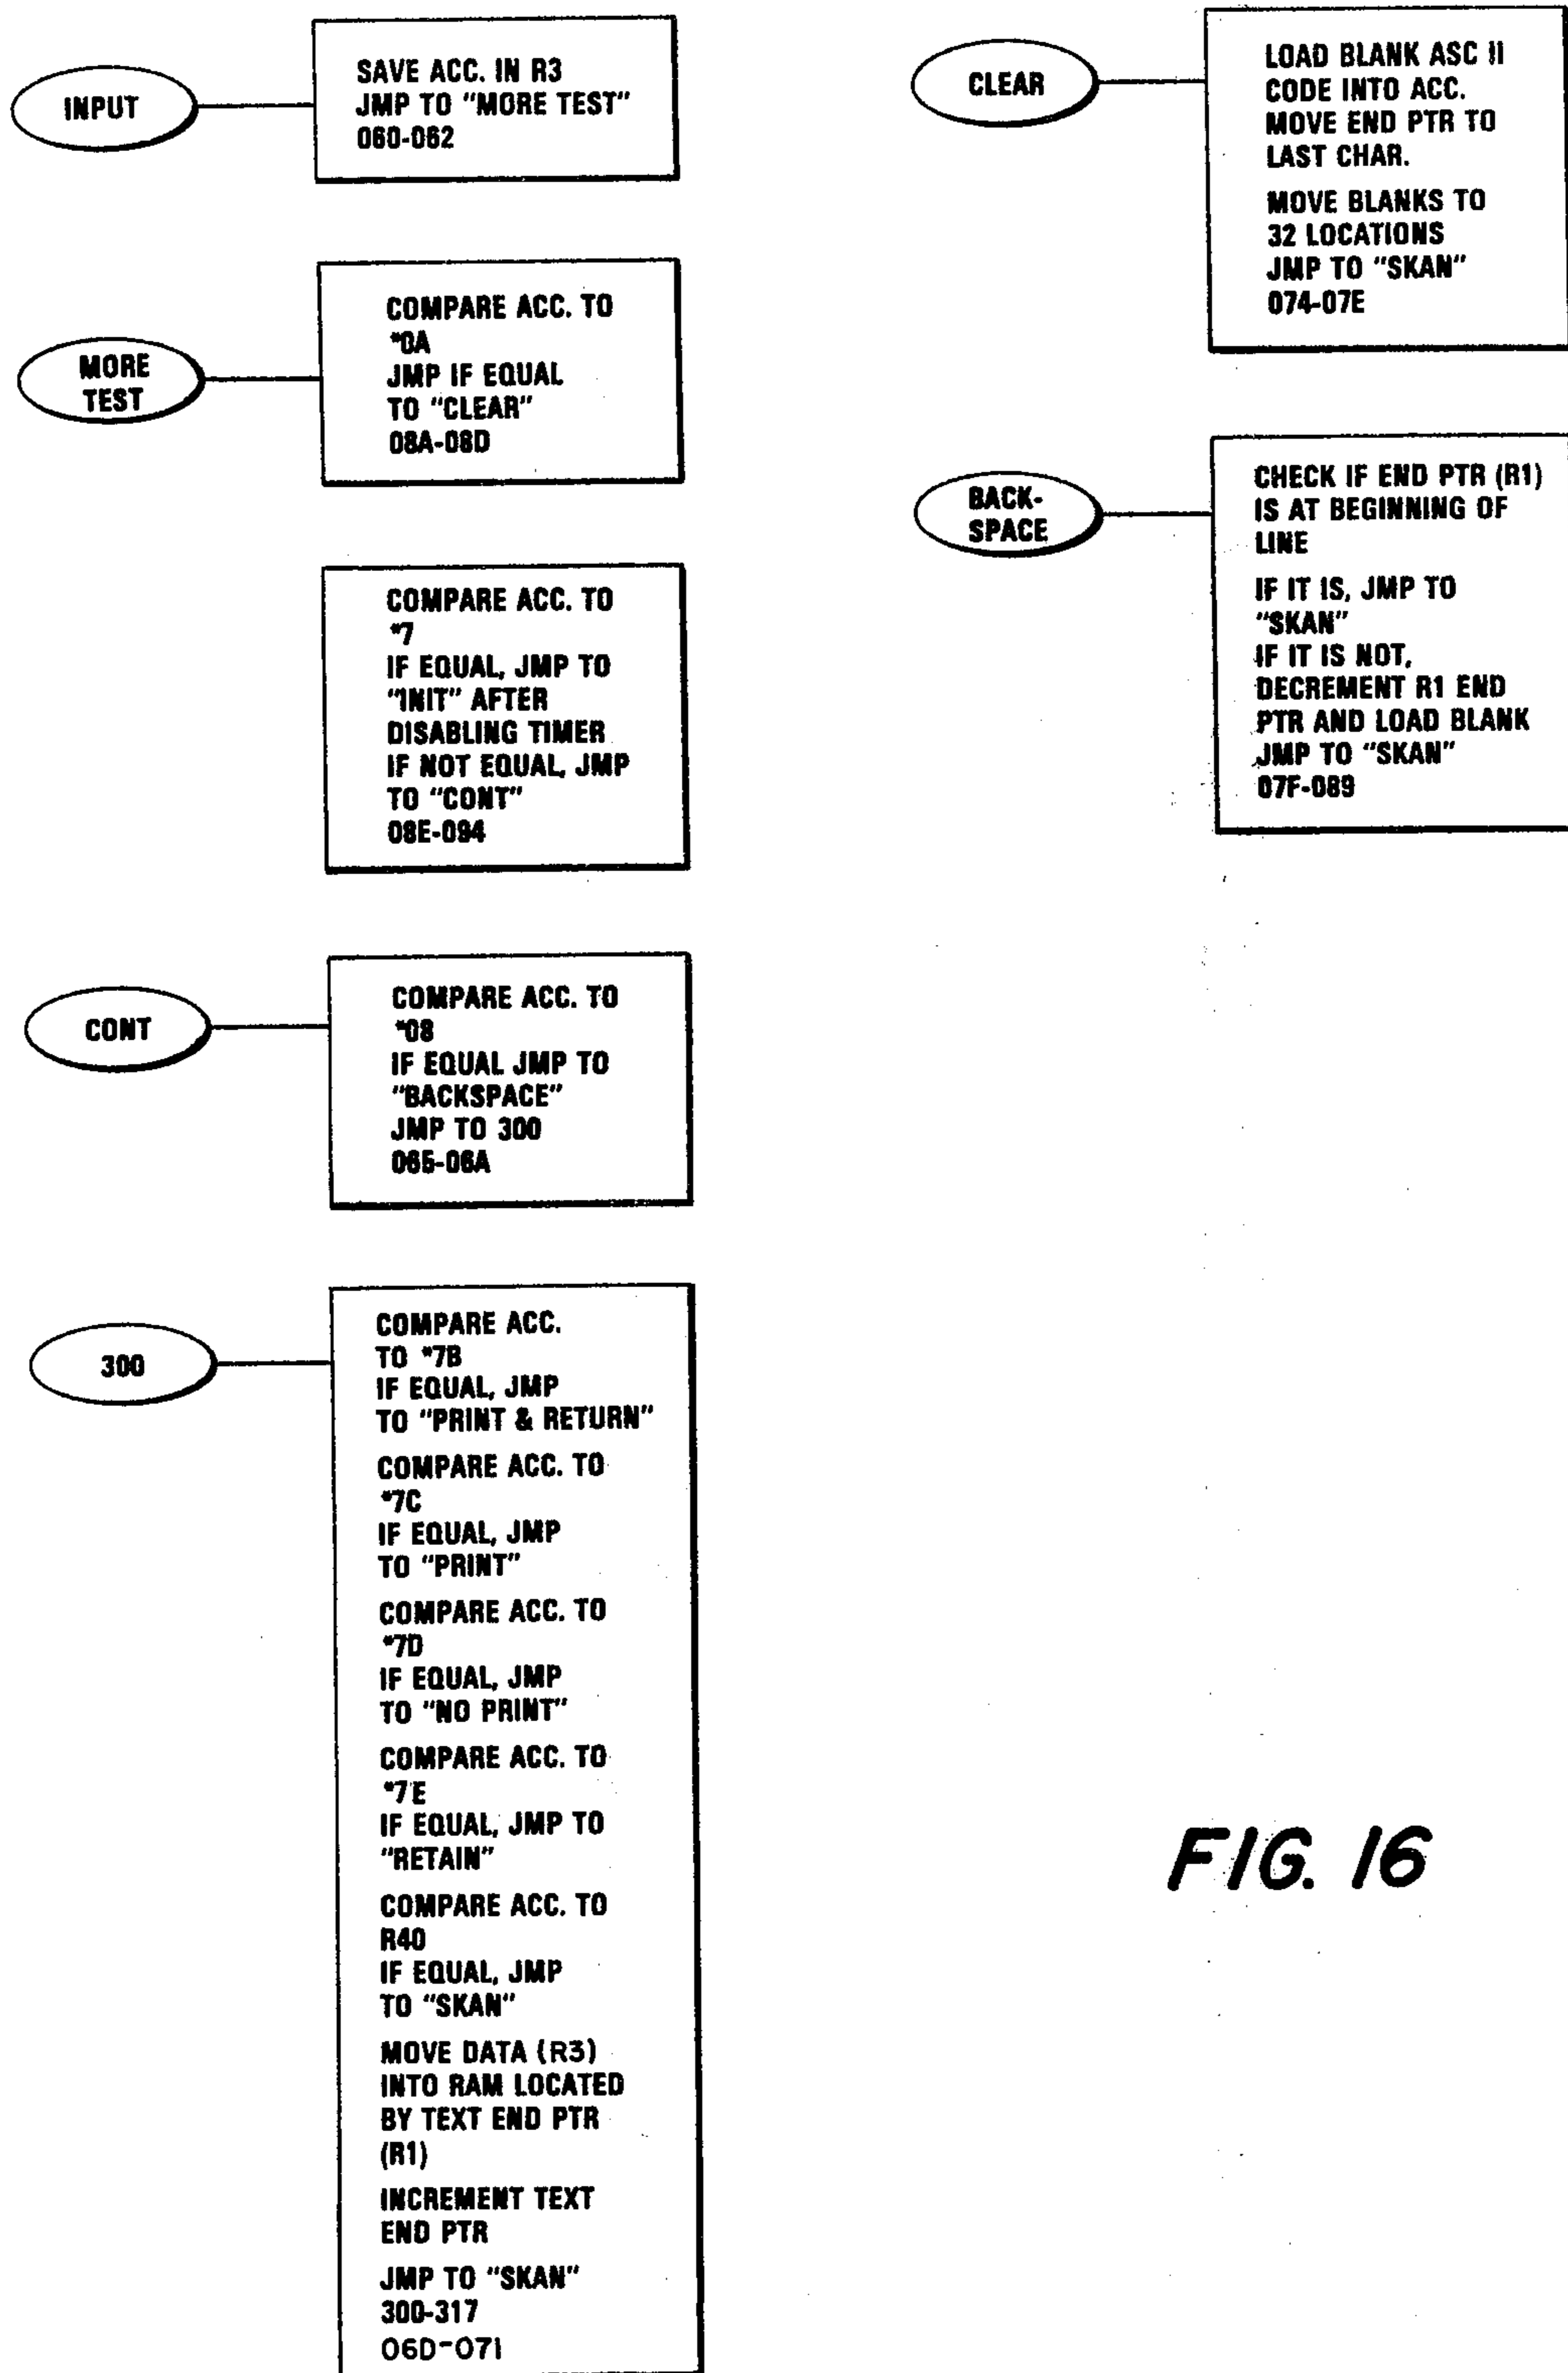 INPUT
SAVE ACC. IN R3
JMP TO "MORE TEST"
060-062
MORE
TEST
COMPARE ACC. TO
*0A
JMP IF EQUAL
TO "CLEAR"
08A-08D
COMPARE ACC. TO
*7
IF EQUAL, JMP TO
"INIT" AFTER
DISABLING TIMER
IF NOT EQUAL, JMP
TO "CONT"
08E-094
CONT
COMPARE ACC. TO
*08
IF EQUAL JMP TO
"BACKSPACE"
JMP TO 300
065-06A
300
COMPARE ACC.
TO *7B
IF EQUAL, JMP
TO "PRINT & RETURN"
COMPARE ACC. TO
*7C
IF EQUAL, JMP
TO "PRINT"
COMPARE ACC. TO
*7D
IF EQUAL, JMP
TO "NO PRINT"
COMPARE ACC. TO
*7E
IF EQUAL, JMP TO
"RETAIN"
COMPARE ACC. TO
R40
IF EQUAL, JMP
TO "SKAN"
MOVE DATA (R3)
INTO RAM LOCATED
BY TEXT END PTR
(R1)
INCREMENT TEXT
END PTR
JMP TO "SKAN"
300-317
06D-071
CLEAR
LOAD BLANK ASC II
CODE INTO ACC.
MOVE END PTR TO
LAST CHAR.
MOVE BLANKS TO
32 LOCATIONS
JMP TO "SKAN"
074-07E
BACK-
SPACE
CHECK IF END PTR (R1)
IS AT BEGINNING OF
LINE
IF IT IS, JMP TO
"SKAN"
IF IT IS NOT,
DECREMENT R1 END
PTR AND LOAD BLANK
JMP TO "SKAN"
07F-089
FIG. 16